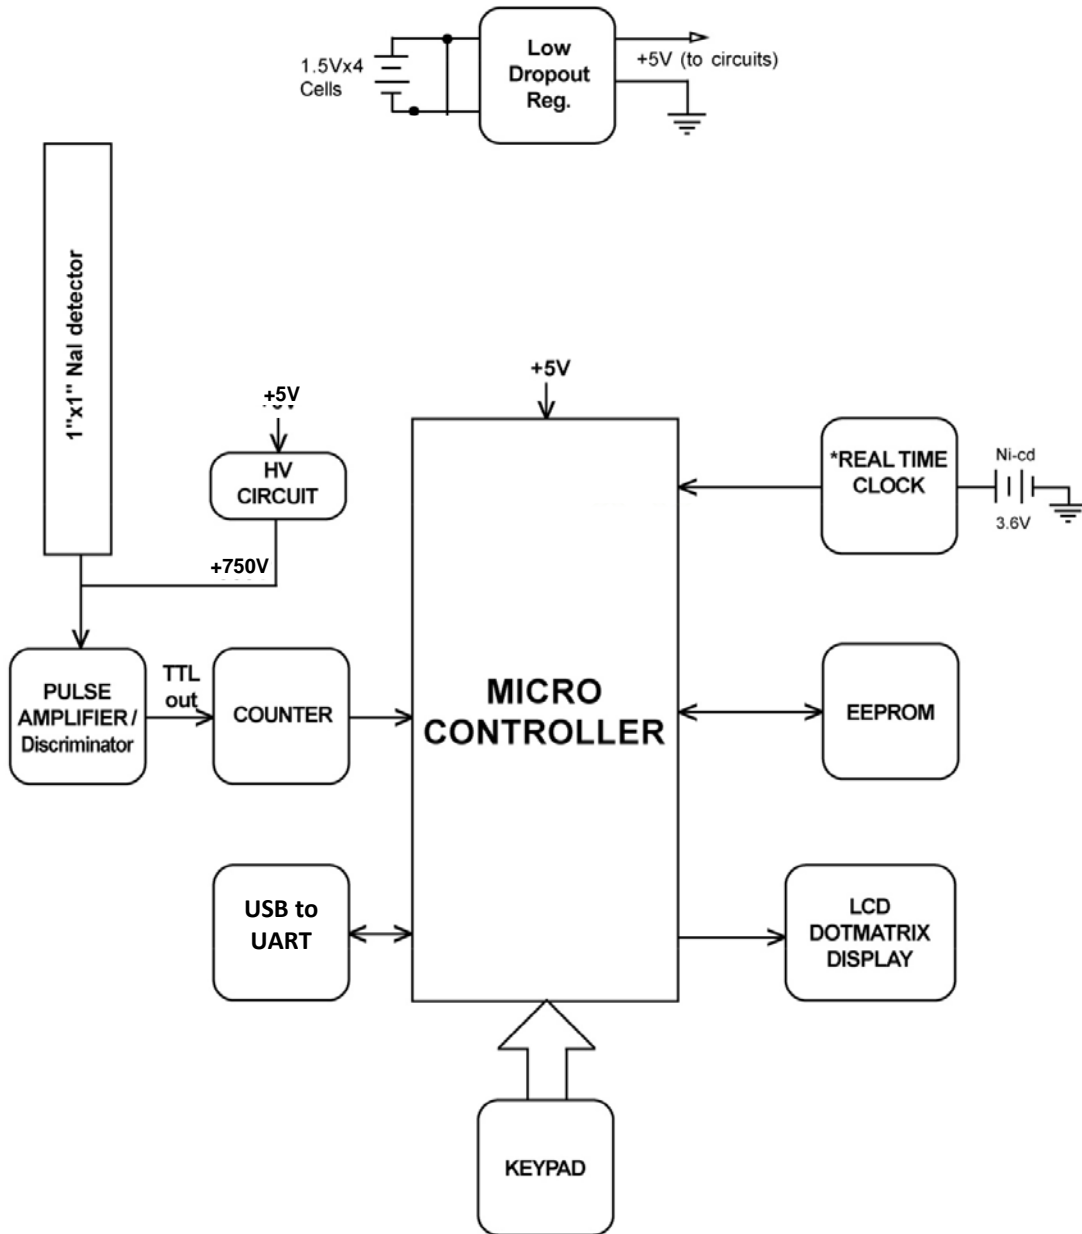 1.5Vx4
Cells
Low
Dropout
Reg.
+5V (to circuits)
1"x1" NaI detector
+5V
HV
CIRCUIT
+750V
+5V
*REAL TIME
CLOCK
Ni-cd
3.6V
PULSE
AMPLIFIER /
Discriminator
TTL
out
COUNTER
MICRO
CONTROLLER
EEPROM
USB to
UART
LCD
DOTMATRIX
DISPLAY
KEYPAD